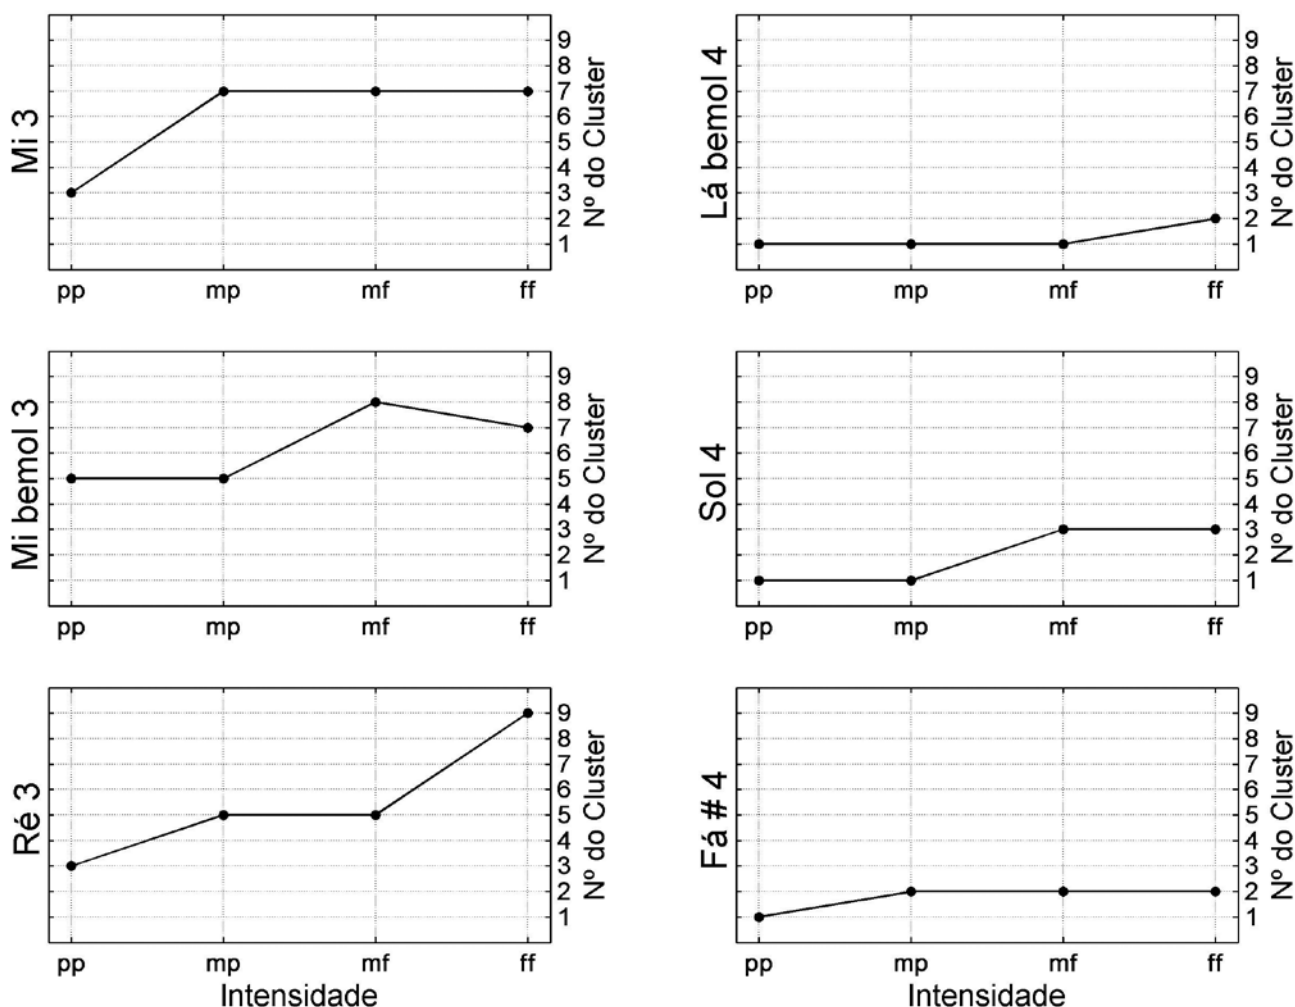 Mi 3
9
8
7
6
5
4
3
2
1
Nº do Cluster
pp mp mf ff
Lá bemol 4
9
8
7
6
5
4
3
2
1
Nº do Cluster
pp mp mf ff
Mi bemol 3
9
8
7
6
5
4
3
2
1
Nº do Cluster
pp mp mf ff
Sol 4
9
8
7
6
5
4
3
2
1
Nº do Cluster
pp mp mf ff
Ré 3
9
8
7
6
5
4
3
2
1
Nº do Cluster
pp mp mf ff
Intensidade
Fá # 4
9
8
7
6
5
4
3
2
1
Nº do Cluster
pp mp mf ff
Intensidade